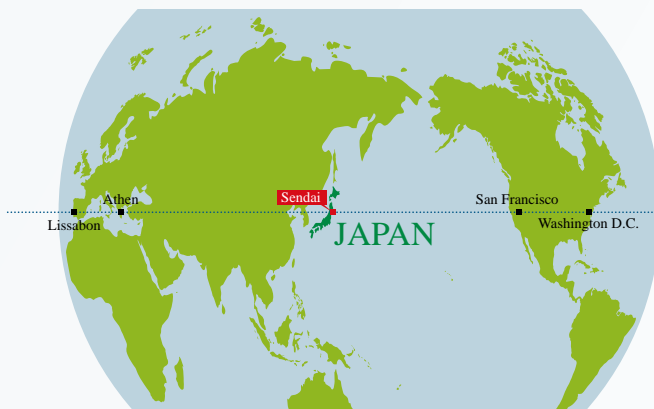 Sendai
Athen
San Francisco
Lissabon
Washington D.C.
JAPAN